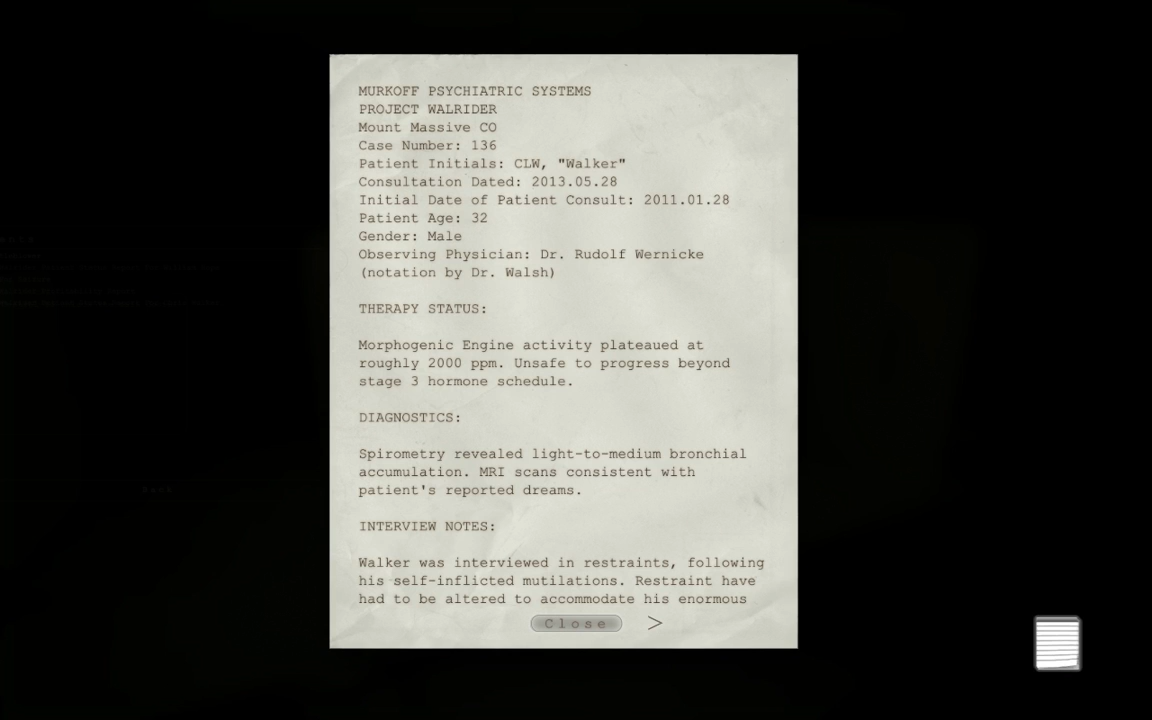 MURKOFF PSYCHIATRIC SYSTEMS
PROJECT WALRIDER
Mount Massive CO
Case Number: 136
Patient Initials: CLW, "Walker"
Consultation Dated: 2013.05.28
Initial Date of Patient Consult: 2011.01.28
Patient Age: 32
Gender: Male
Observing Physician: Dr. Rudolf Wernicke
(notation by Dr. Walsh)
THERAPY STATUS:
Morphogenic Engine activity plateaued at
roughly 2000 ppm. Unsafe to progress beyond
stage 3 hormone schedule.
DIAGNOSTICS:
Spirometry revealed light-to-medium bronchial
accumulation. MRI scans consistent with
patient's reported dreams.
INTERVIEW NOTES:
Walker was interviewed in restraints, following
his self-inflicted mutilations. Restraint have
had to be altered to accommodate his enormous
Close >